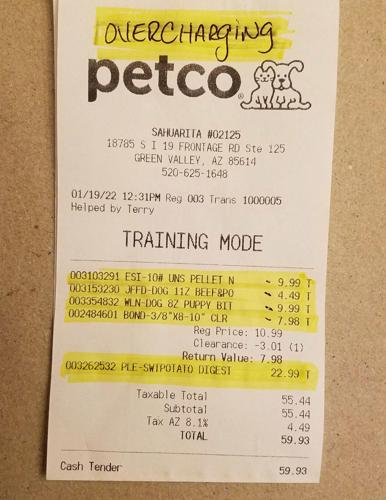 OVERCHARGING
petco
SAHUARITA #02125
18785 S I 19 FRONTAGE RD Ste 125
GREEN VALLEY, AZ 85614
520-625-1648
01/19/22 12:31PM Reg 003 Trans 1000005
Helped by Terry
TRAINING MODE
003103291 ESI-10# UNS PELLET N - 9.99 T
003153230 JFFD-DOG 11Z BEEF&PO - 4.49 T
003354832 WLN-DOG 8Z PUPPY BIT - 9.99 T
002484601 BOND-3/8"X8-10" CLR - 7.98 T
Reg Price: 10.99
Clearance: -3.01 (1)
Return Value: 7.98
003262532 PLE-SWTPOTATO DIGEST 22.99 T
Taxable Total 55.44
Subtotal 55.44
Tax AZ 8.1% 4.49
TOTAL 59.93
Cash Tender 59.93